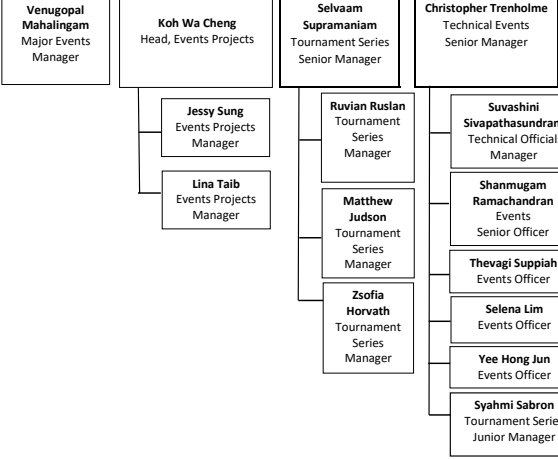 Venugopal
Mahalingam
Major Events
Manager
Koh Wa Cheng
Head, Events Projects
Selvaam
Supramaniam
Tournament Series
Senior Manager
Christopher Trenholme
Technical Events
Senior Manager
Jessy Sung
Events Projects
Manager
Lina Taib
Events Projects
Manager
Ruvian Ruslan
Tournament
Series
Manager
Matthew
Judson
Tournament
Series
Manager
Zsofia
Horvath
Tournament
Series
Manager
Suvashini
Sivapathasundram
Technical Official
Manager
Shanmugam
Ramachandran
Events
Senior Officer
Thevagi Suppiah
Events Officer
Selena Lim
Events Officer
Yee Hong Jun
Events Officer
Syahmi Sabron
Tournament Serie
Junior Manager